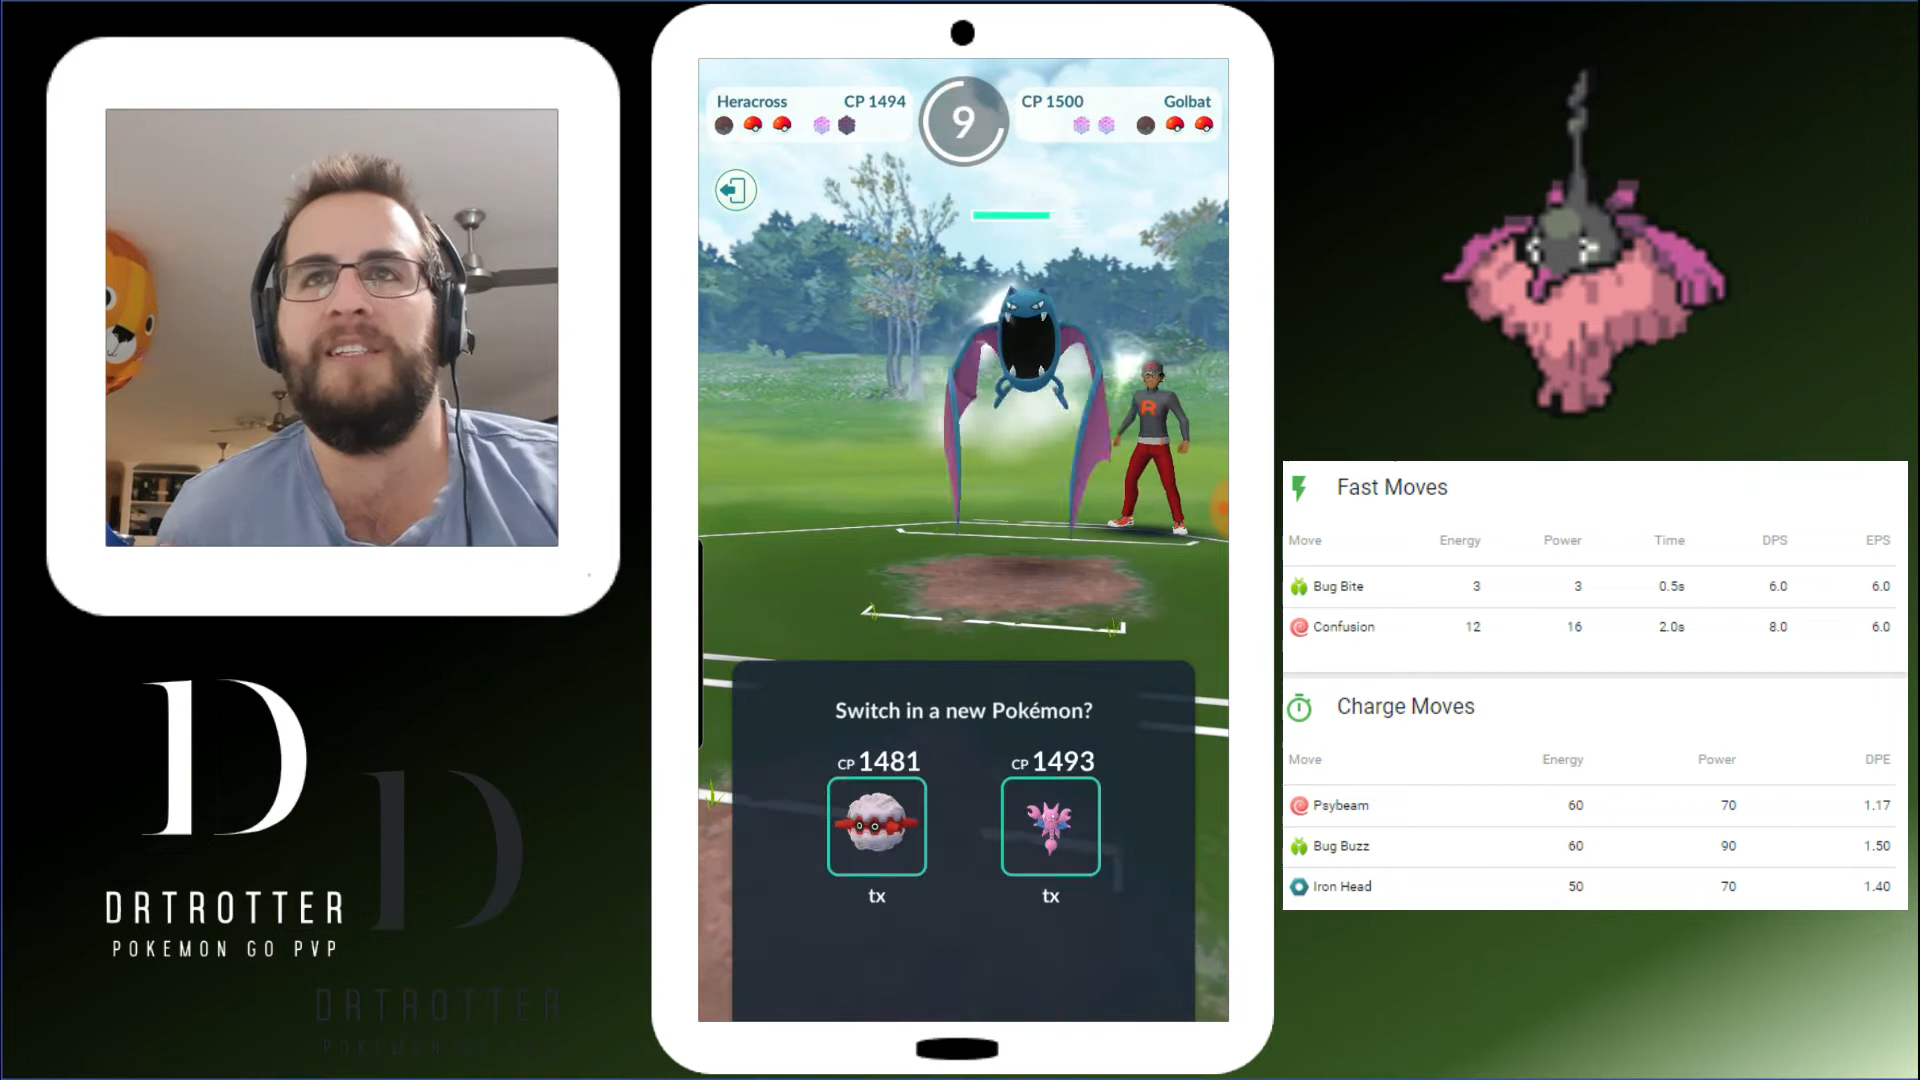 Heracross CP 1494
9
CP 1500 Golbat
R
Switch in a new Pokémon?
CP 1481
CP 1493
tx
tx
Fast Moves
Move Energy Power Time DPS EPS
Bug Bite 3 3 0.5s 6.0 6.0
Confusion 12 16 2.0s 8.0 6.0
Charge Moves
Move Energy Power DPE
Psybeam 60 70 1.17
Bug Buzz 60 90 1.50
Iron Head 50 70 1.40
D
D
DRTROTTER
POKEMON GO PVP
DRTROTTER
POKEMON GO PVP